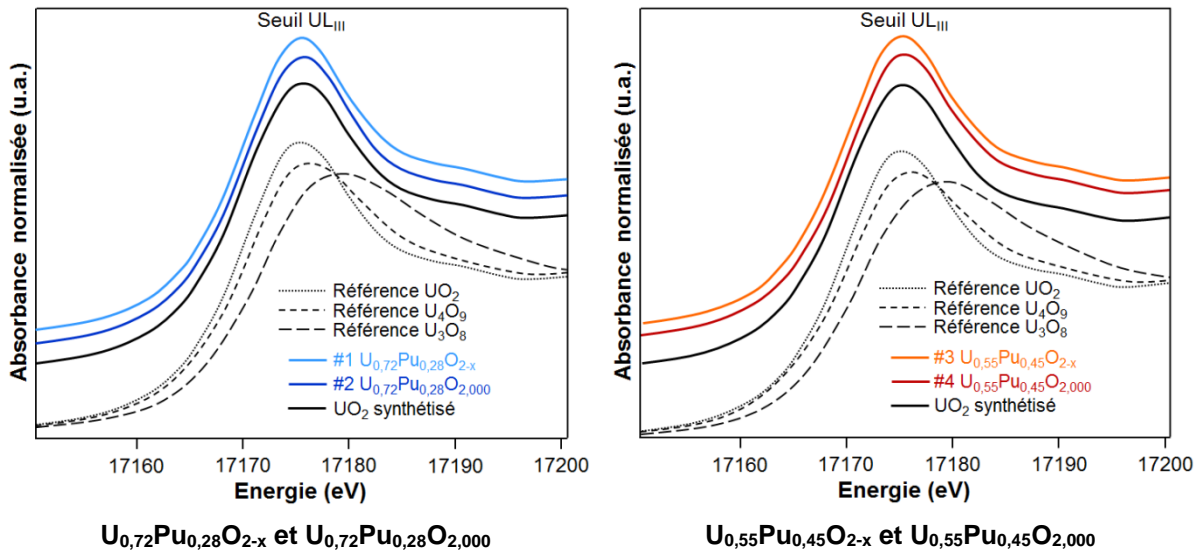 Seuil UL_III
Absorbance normalisée (u.a.)
Référence UO₂
Référence U₄O₉
Référence U₃O₈
#1 U₀,₇₂Pu₀,₂₈O₂₋ₓ
#2 U₀,₇₂Pu₀,₂₈O₂,₀₀₀
UO₂ synthétisé
17160 17170 17180 17190 17200
Energie (eV)
U₀,₇₂Pu₀,₂₈O₂₋ₓ et U₀,₇₂Pu₀,₂₈O₂,₀₀₀
Seuil UL_III
Absorbance normalisée (u.a.)
Référence UO₂
Référence U₄O₉
Référence U₃O₈
#3 U₀,₅₅Pu₀,₄₅O₂₋ₓ
#4 U₀,₅₅Pu₀,₄₅O₂,₀₀₀
UO₂ synthétisé
17160 17170 17180 17190 17200
Energie (eV)
U₀,₅₅Pu₀,₄₅O₂₋ₓ et U₀,₅₅Pu₀,₄₅O₂,₀₀₀